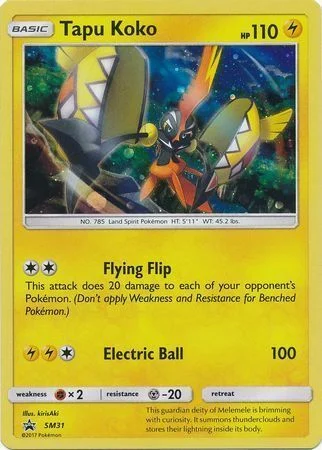 BASIC Tapu Koko HP 110
NO. 785 Land Spirit Pokémon HT: 5'11" WT: 45.2 lbs.
Flying Flip
This attack does 20 damage to each of your opponent's
Pokémon. (Don't apply Weakness and Resistance for Benched
Pokémon.)
Electric Ball 100
weakness × 2 resistance -20 retreat
Illus. kirisAki
SM31
©2017 Pokémon
This guardian deity of Melemele is brimming
with curiosity. It summons thunderclouds and
stores their lightning inside its body.